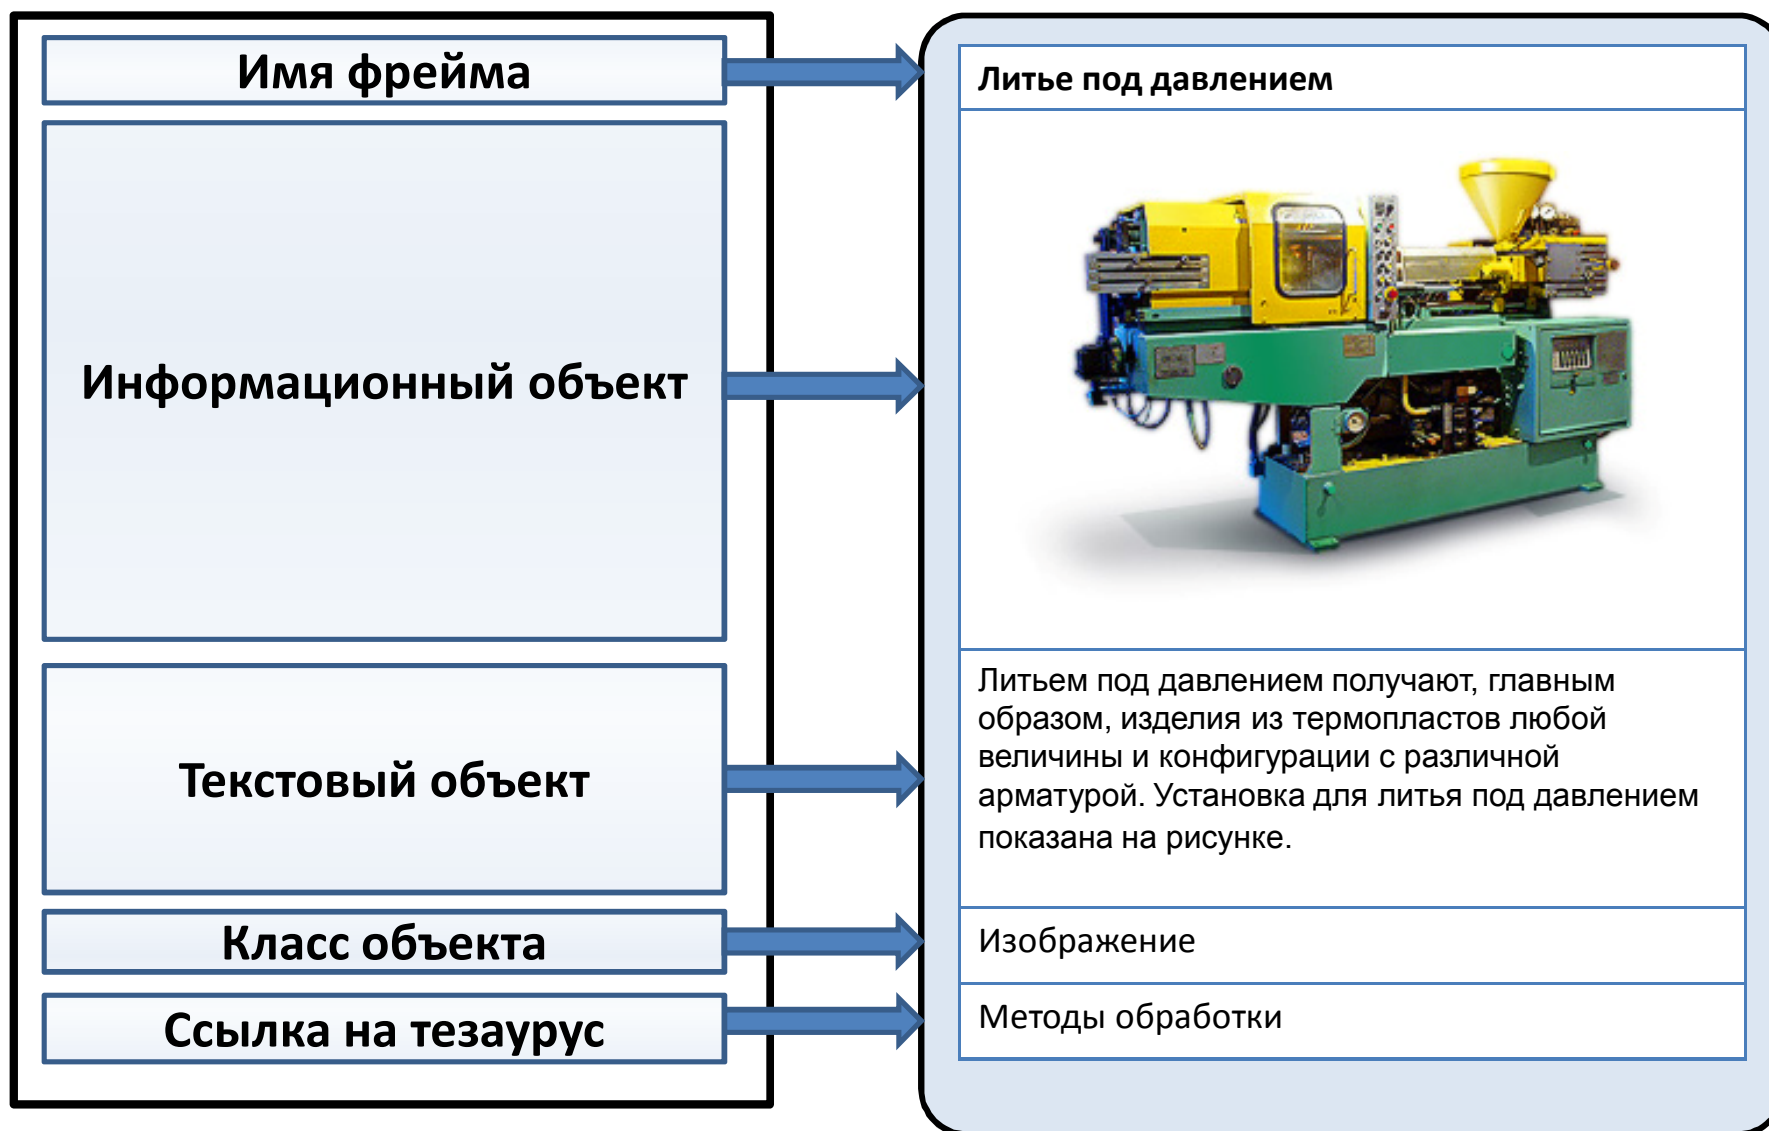 Имя фрейма
Литье под давлением
Информационный объект
Текстовый объект
Литьем под давлением получают, главным
образом, изделия из термопластов любой
величины и конфигурации с различной
арматурой. Установка для литья под давлением
показана на рисунке.
Класс объекта
Изображение
Ссылка на тезаурус
Методы обработки